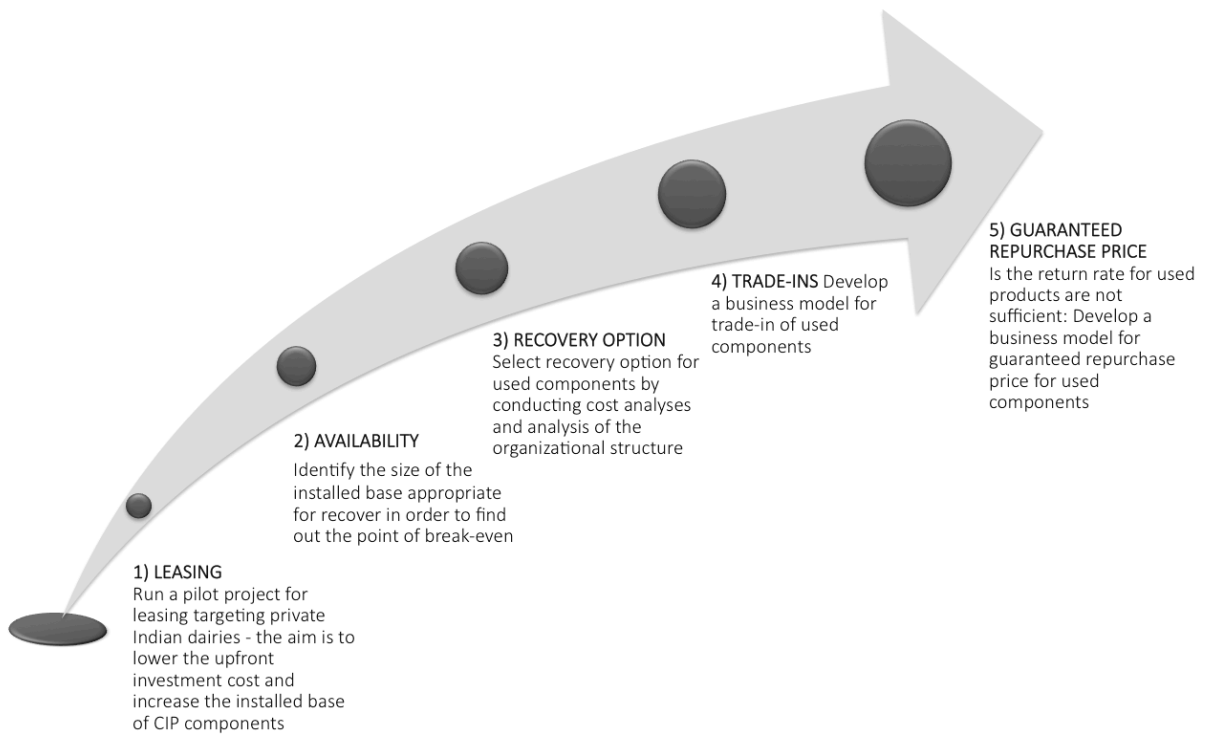 1) LEASING
Run a pilot project for
leasing targeting private
Indian dairies - the aim is to
lower the upfront
investment cost and
increase the installed base
of CIP components
2) AVAILABILITY
Identify the size of the
installed base appropriate
for recover in order to find
out the point of break-even
3) RECOVERY OPTION
Select recovery option for
used components by
conducting cost analyses
and analysis of the
organizational structure
4) TRADE-INS Develop
a business model for
trade-in of used
components
5) GUARANTEED
REPURCHASE PRICE
Is the return rate for used
products are not
sufficient: Develop a
business model for
guaranteed repurchase
price for used
components